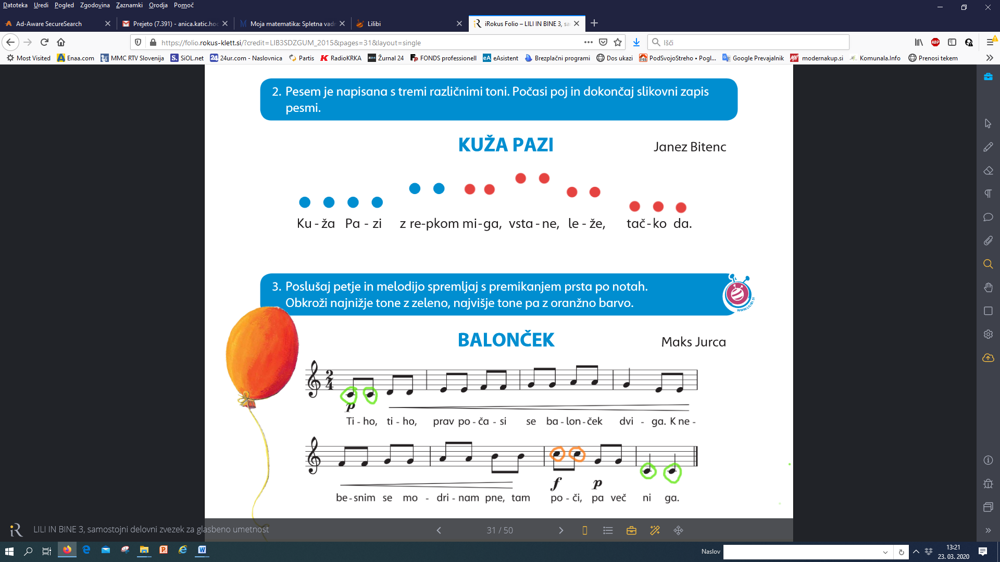 Datoteka Uredi Pogled Zgodovina Zaznamki Orodja Pomoč
Ad-Aware SecureSearch
Prejeto (7.391) - anica.katic.hoc
Moja matematika: Spletna vadn
Lilibi
iRokus Folio – LILI IN BINE 3, sa
https://folio.rokus-klett.si/?credit=LIB3SDZGUM_2015&pages=31&layout=single
Išči
ABP
Most Visited Enaa.com MMC RTV Slovenija SiOL.net 24ur.com - Naslovnica Partis RadioKRKA Žurnal 24 FONDS professionell eAsistent Brezplačni programi Dos ukazi PodSvojoStreho • Pogl... Google Prevajalnik modernakup.si Komunala.Info Prenosi tekem
2. Pesem je napisana s tremi različnimi toni. Počasi poj in dokončaj slikovni zapis
pesmi.
KUŽA PAZI
Janez Bitenc
Ku - ža Pa - zi z re-pkom mi-ga, vsta - ne, le - že, tač - ko da.
3. Poslušaj petje in melodijo spremljaj s premikanjem prsta po notah.
Obkroži najnižje tone z zeleno, najvišje tone pa z oranžno barvo.
WWW.LILIBI.SI
BALONČEK
Maks Jurca
2
4
p
Ti - ho, ti - ho, prav po - ča - si se ba - lon - ček dvi - ga. K ne -
f p
be - snim se mo - dri - nam pne, tam po - či, pa več ni ga.
iR LILI IN BINE 3, samostojni delovni zvezek za glasbeno umetnost
31 / 50
Naslov
13:21
23. 03. 2020